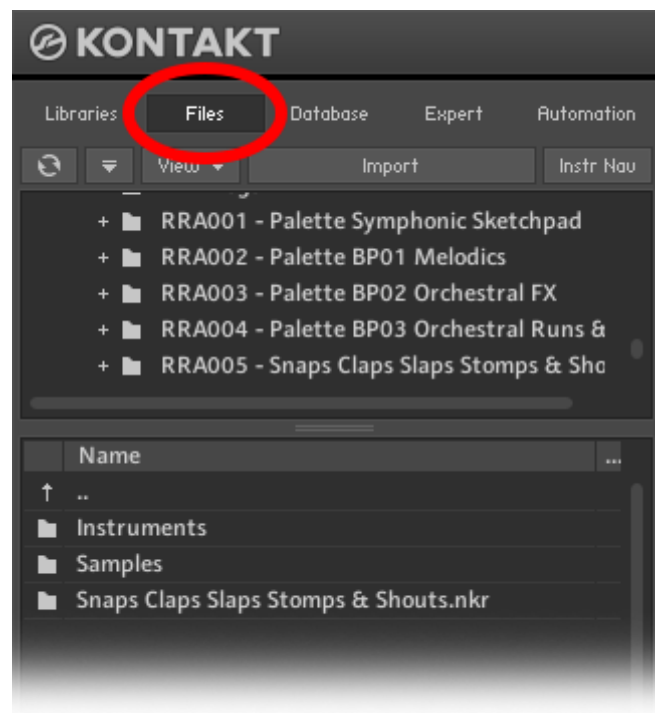 KONTAKT
Libraries Files Database Expert Automation
View Import Instr Nav
+ RRA001 - Palette Symphonic Sketchpad
+ RRA002 - Palette BP01 Melodics
+ RRA003 - Palette BP02 Orchestral FX
+ RRA004 - Palette BP03 Orchestral Runs &
+ RRA005 - Snaps Claps Slaps Stomps & Sho
Name ...
↑ ..
Instruments
Samples
Snaps Claps Slaps Stomps & Shouts.nkr